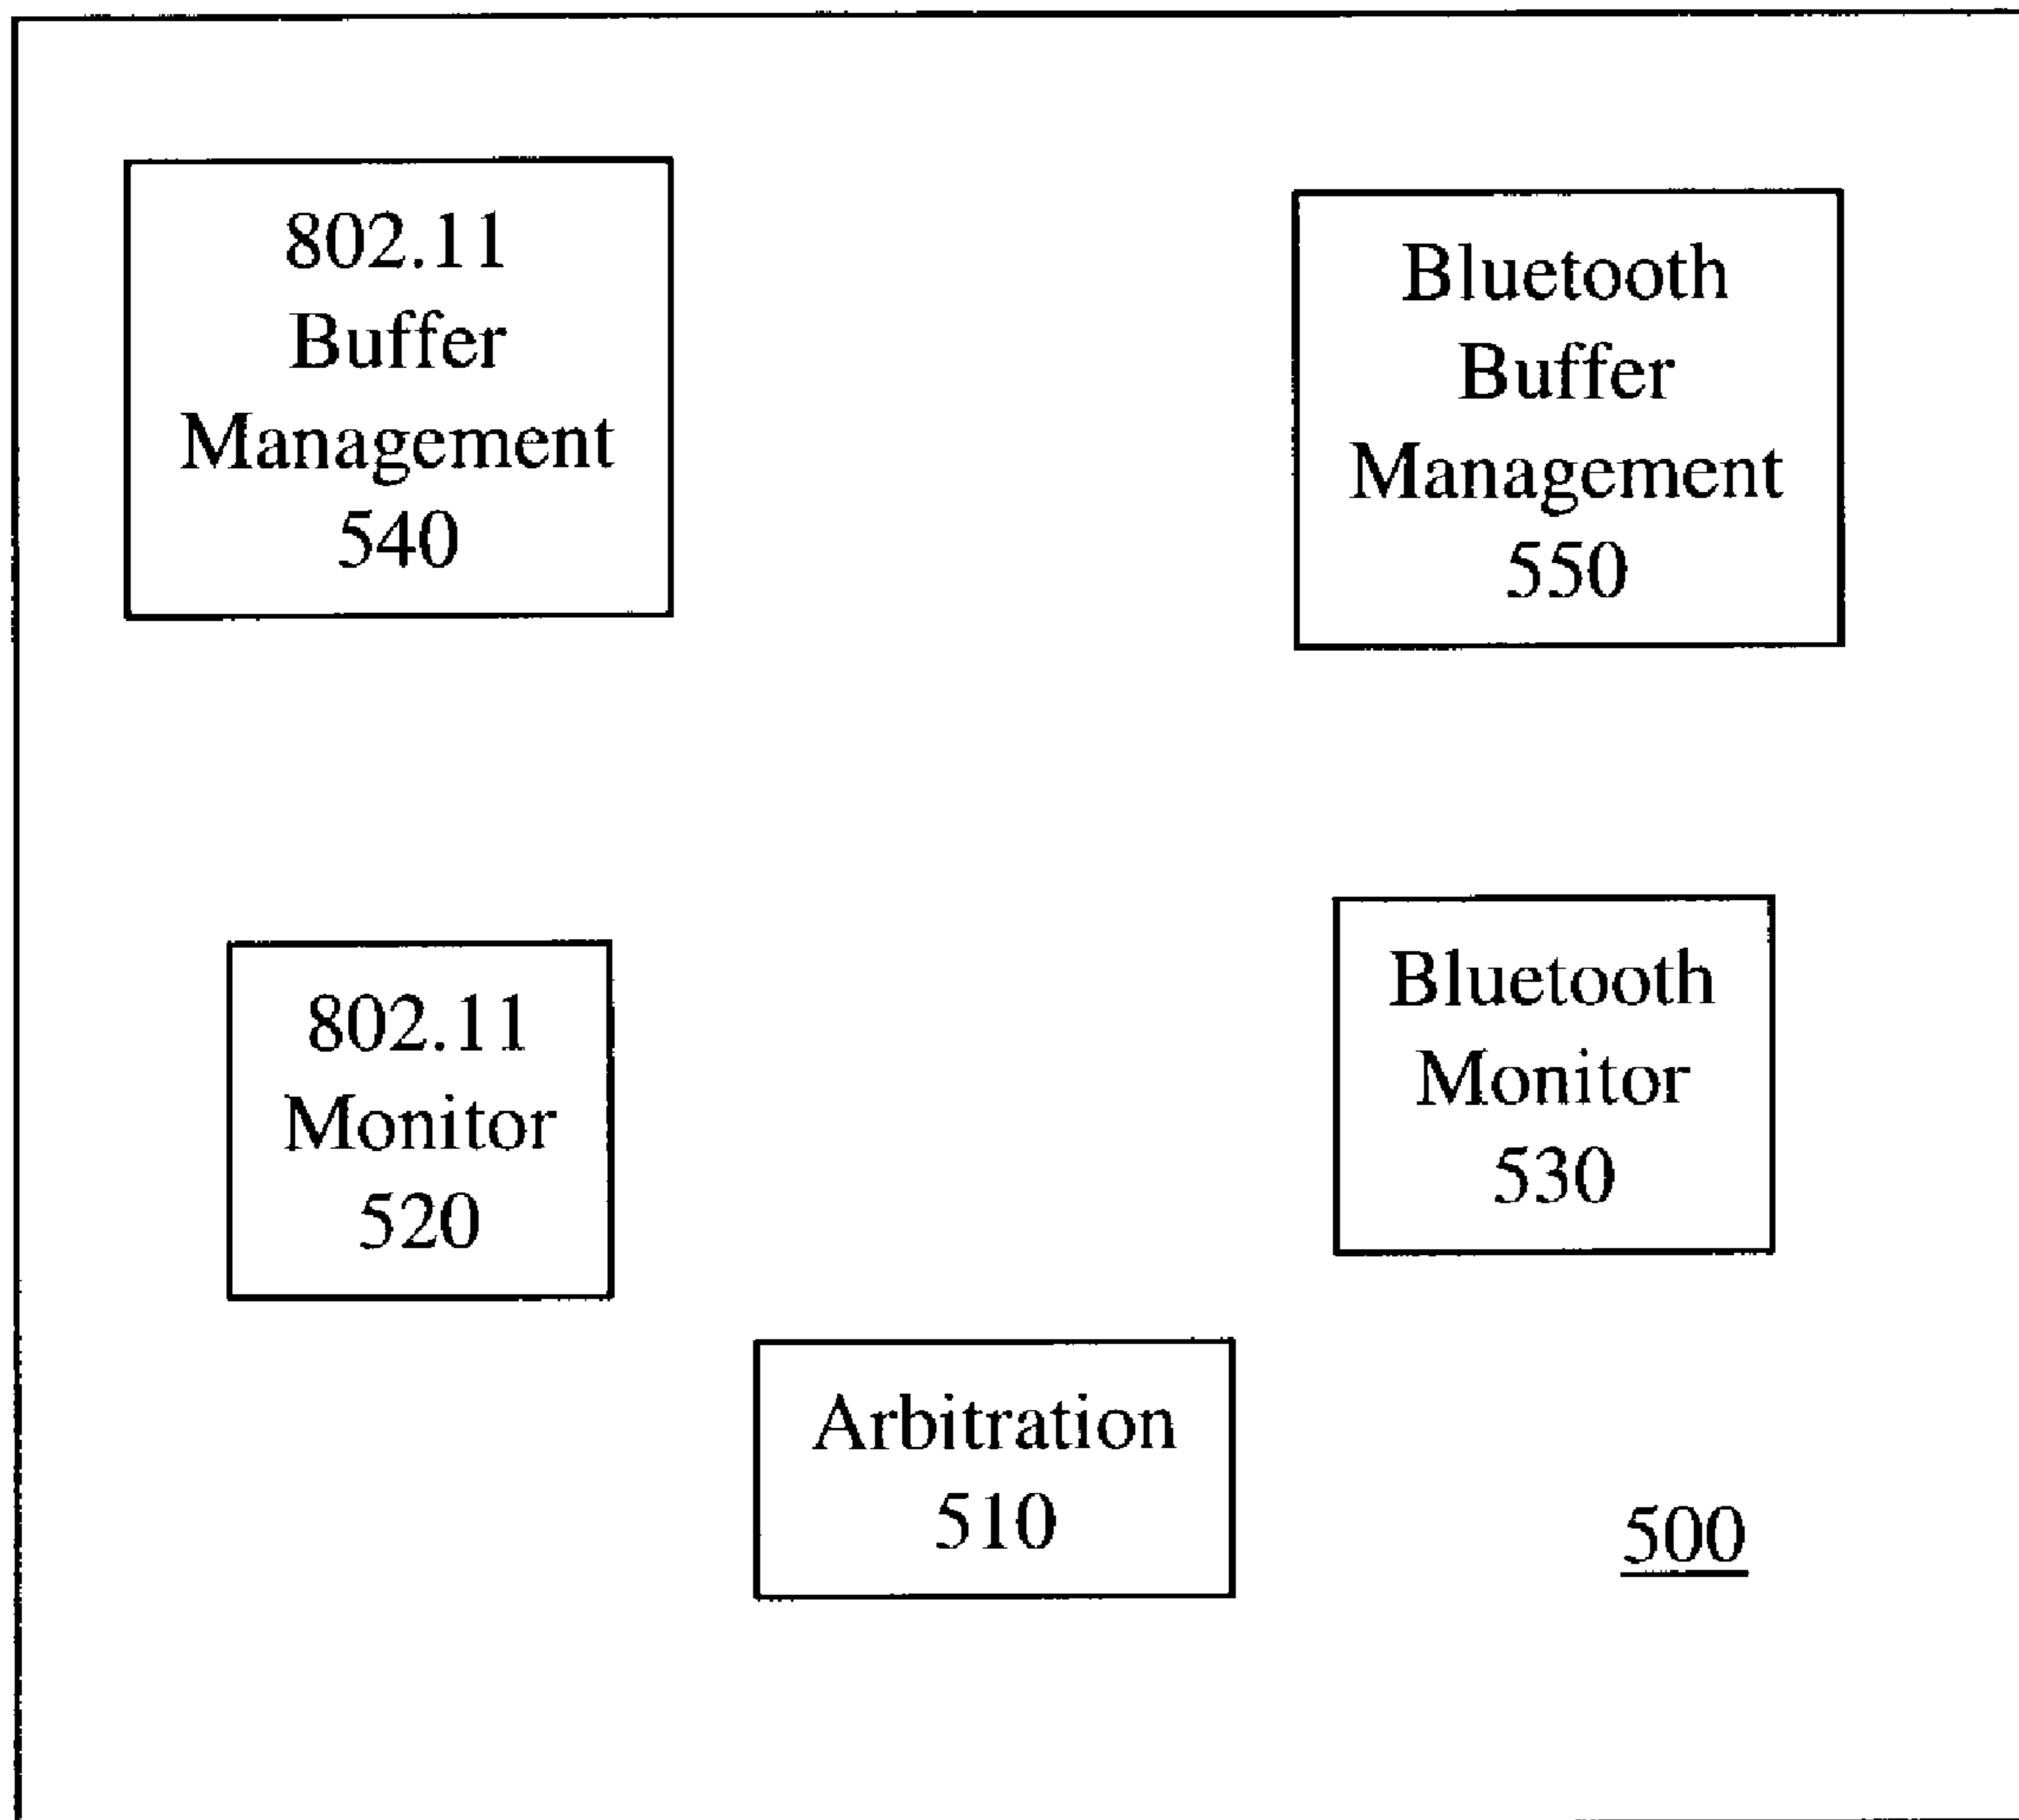 802.11
Buffer
Management
540
Bluetooth
Buffer
Management
550
802.11
Monitor
520
Bluetooth
Monitor
530
Arbitration
510
500